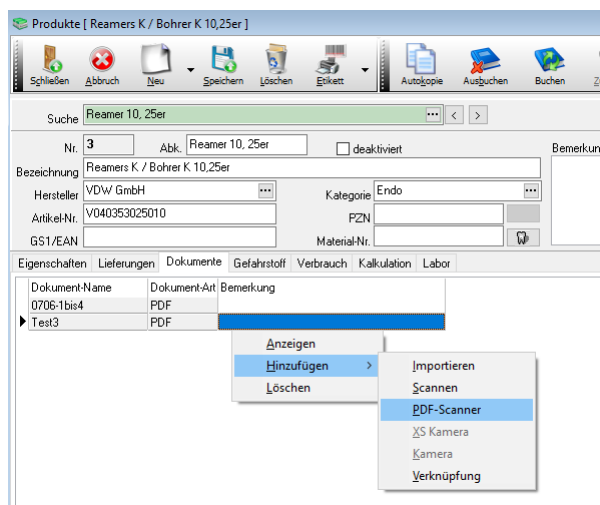 Produkte [ Reamers K / Bohrer K 10,25er ]
Schließen Abbruch Neu Speichern Löschen Etikett Autokopie Ausbuchen Buchen
Suche Reamer 10, 25er ... < >
Nr. 3 Abk. Reamer 10, 25er deaktiviert Bemerkun
Bezeichnung Reamers K / Bohrer K 10,25er
Hersteller VDW GmbH ... Kategorie Endo ...
Artikel-Nr. V040353025010 PZN
GS1/EAN Material-Nr.
Eigenschaften Lieferungen Dokumente Gefahrstoff Verbrauch Kalkulation Labor
Dokument-Name Dokument-Art Bemerkung
0706-1bis4 PDF
Test3 PDF
Anzeigen
Hinzufügen >
Löschen
Importieren
Scannen
PDF-Scanner
XS Kamera
Kamera
Verknüpfung